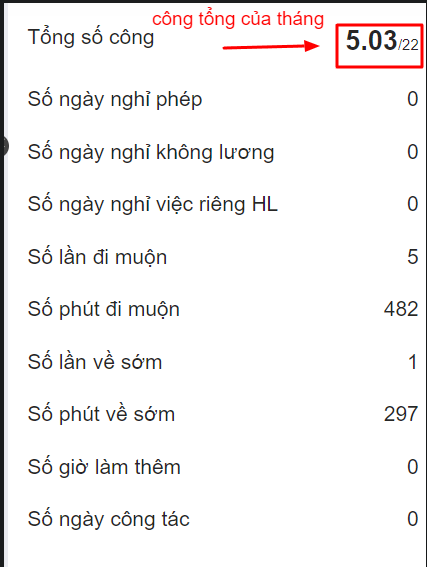 công tổng của tháng
Tổng số công 5.03/22
Số ngày nghỉ phép 0
Số ngày nghỉ không lương 0
Số ngày nghỉ việc riêng HL 0
Số lần đi muộn 5
Số phút đi muộn 482
Số lần về sớm 1
Số phút về sớm 297
Số giờ làm thêm 0
Số ngày công tác 0